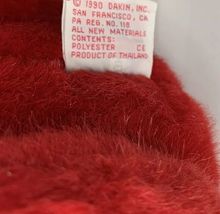 © 1990 DAKIN, INC.
SAN FRANCISCO, CA
PA REG. NO. 118
ALL NEW MATERIALS
CONTENTS:
POLYESTER CE
PRODUCT OF THAILAND